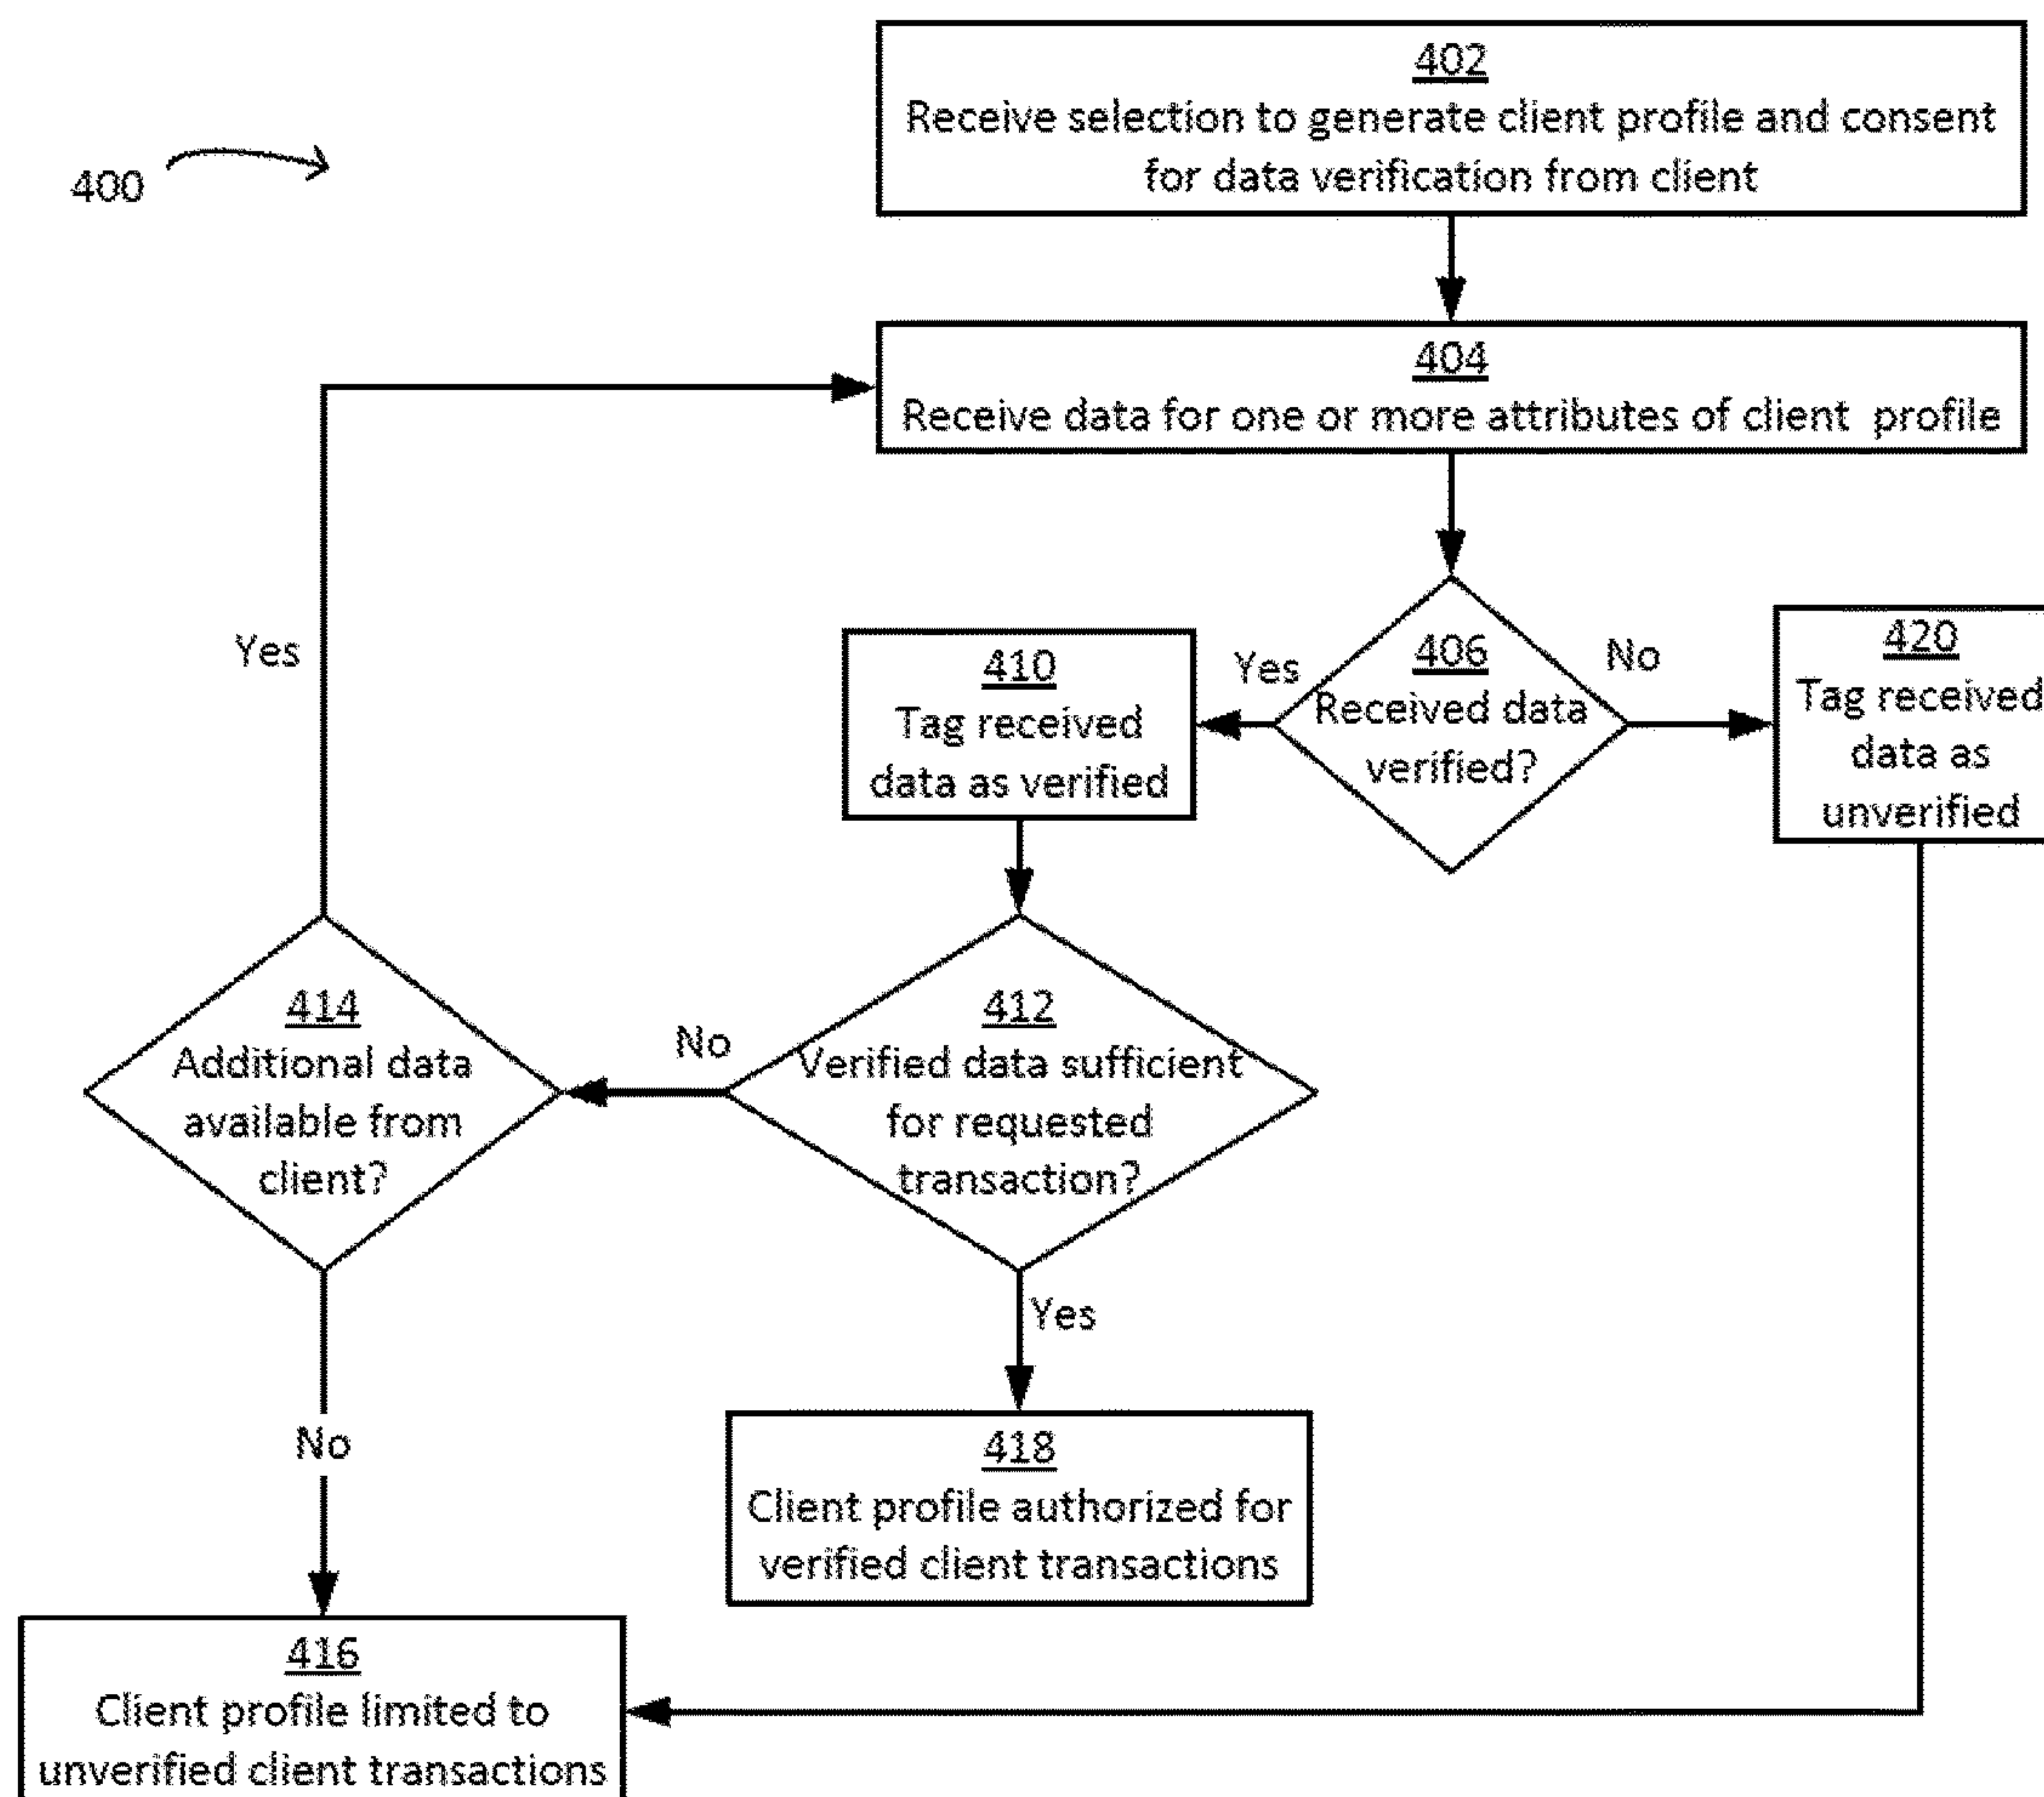 402
Receive selection to generate client profile and consent
for data verification from client
400
404
Receive data for one or more attributes of client profile
Yes
410
Tag received
data as verified
Yes
406
Received data
verified?
No
420
Tag received
data as
unverified
414
Additional data
available from
client?
No
412
Verified data sufficient
for requested
transaction?
Yes
No
418
Client profile authorized for
verified client transactions
416
Client profile limited to
unverified client transactions